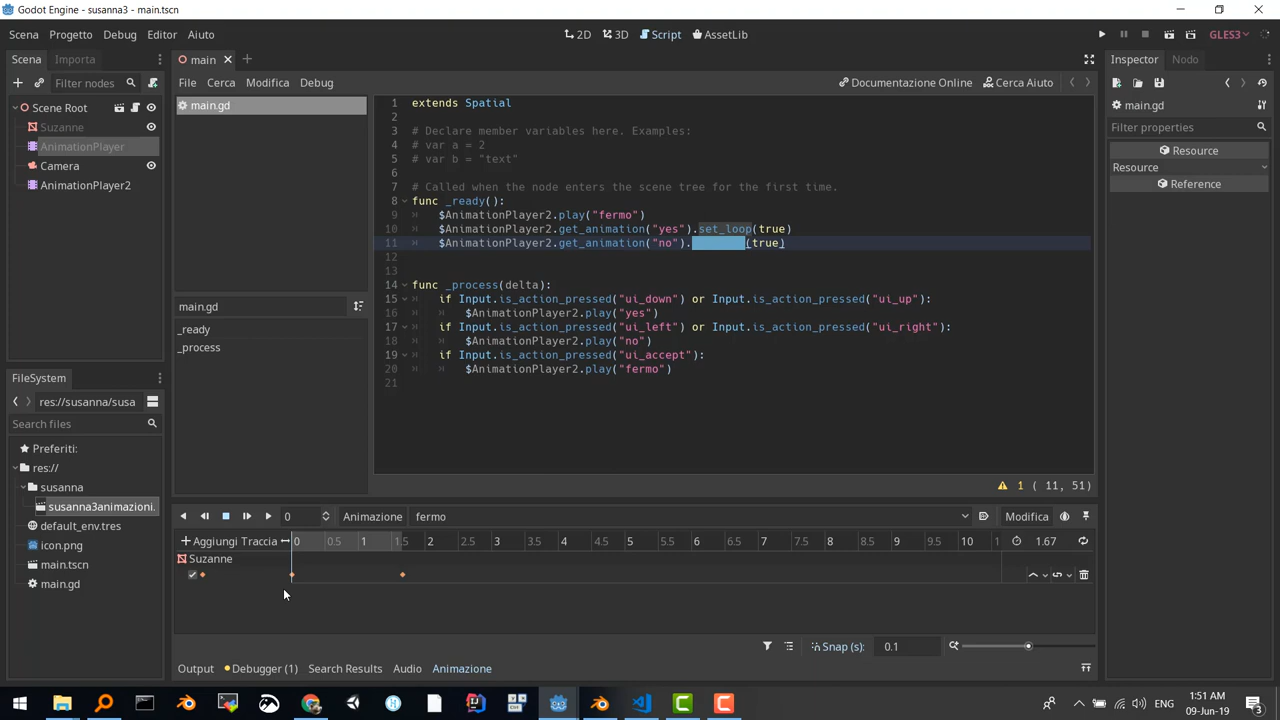 Godot Engine - susanna3 - main.tscn
Scena Progetto Debug Editor Aiuto
2D 3D Script AssetLib
GLES3
Scena Importa
Filter nodes
Scene Root
Suzanne
AnimationPlayer
Camera
AnimationPlayer2
FileSystem
res://susanna/susa
Search files
Preferiti:
res://
susanna
susanna3animazioni.
default_env.tres
icon.png
main.tscn
main.gd
main
File Cerca Modifica Debug
Documentazione Online Cerca Aiuto
main.gd
main.gd
_ready
_process
1 extends Spatial
2
3 # Declare member variables here. Examples:
4 # var a = 2
5 # var b = "text"
6
7 # Called when the node enters the scene tree for the first time.
8 func _ready():
9 $AnimationPlayer2.play("fermo")
10 $AnimationPlayer2.get_animation("yes").set_loop(true)
11 $AnimationPlayer2.get_animation("no"). (true)
12
13
14 func _process(delta):
15 if Input.is_action_pressed("ui_down") or Input.is_action_pressed("ui_up"):
16 $AnimationPlayer2.play("yes")
17 if Input.is_action_pressed("ui_left") or Input.is_action_pressed("ui_right"):
18 $AnimationPlayer2.play("no")
19 if Input.is_action_pressed("ui_accept"):
20 $AnimationPlayer2.play("fermo")
21
1 ( 11, 51)
0 Animazione fermo Modifica
Aggiungi Traccia 0 0.5 1 1.5 2 2.5 3 3.5 4 4.5 5 5.5 6 6.5 7 7.5 8 8.5 9 9.5 10 1.67
Suzanne
Snap (s): 0.1
Output Debugger (1) Search Results Audio Animazione
Inspector Nodo
main.gd
Filter properties
Resource
Resource
Reference
ENG
1:51 AM
09-Jun-19
3